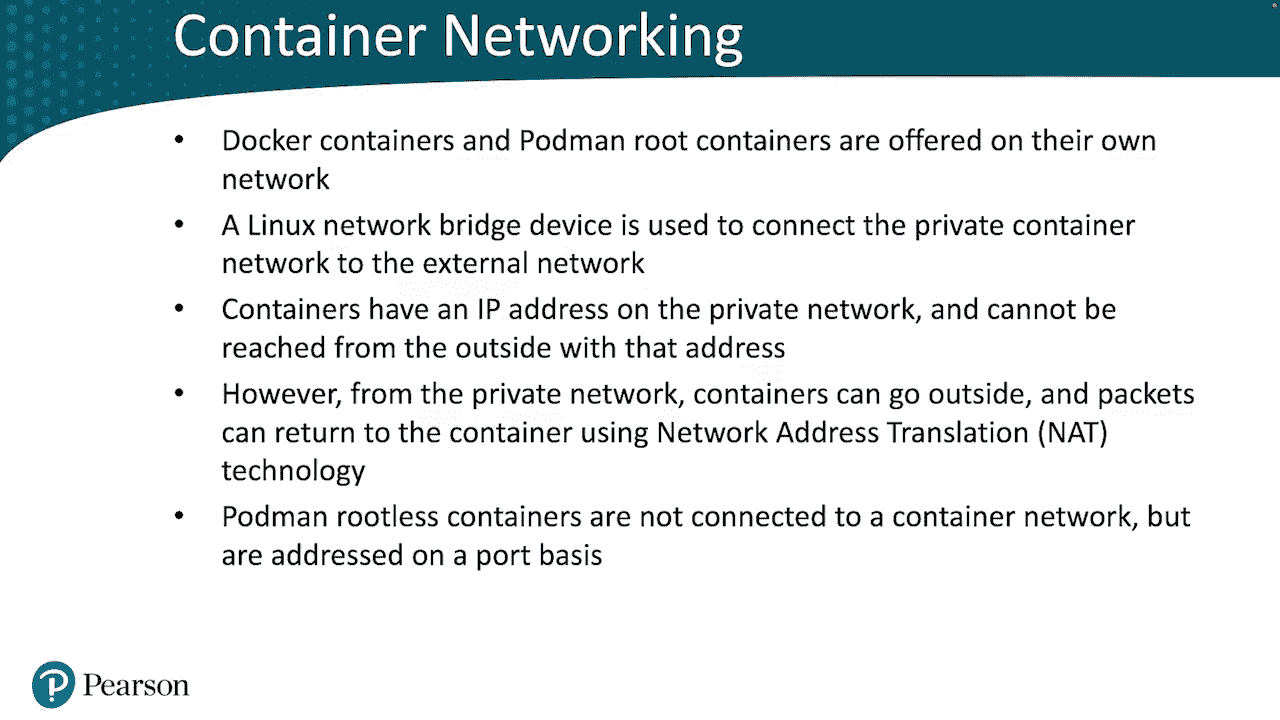 Container Networking
• Docker containers and Podman root containers are offered on their own
network
• A Linux network bridge device is used to connect the private container
network to the external network
• Containers have an IP address on the private network, and cannot be
reached from the outside with that address
• However, from the private network, containers can go outside, and packets
can return to the container using Network Address Translation (NAT)
technology
• Podman rootless containers are not connected to a container network, but
are addressed on a port basis
Pearson